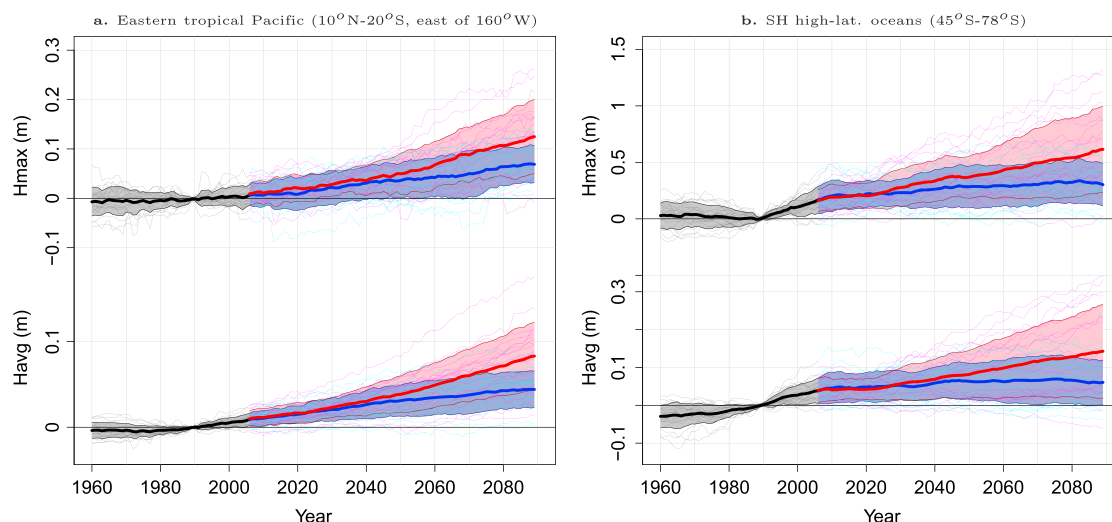 a. Eastern tropical Pacific (10°N-20°S, east of 160°W)
0.3
0.2
0.1
0
−0.1
Hmax (m)
0.1
0
Havg (m)
1960 1980 2000 2020 2040 2060 2080
Year
b. SH high-lat. oceans (45°S-78°S)
1.5
1
0.5
0
Hmax (m)
0.3
0.1
−0.1
Havg (m)
1960 1980 2000 2020 2040 2060 2080
Year